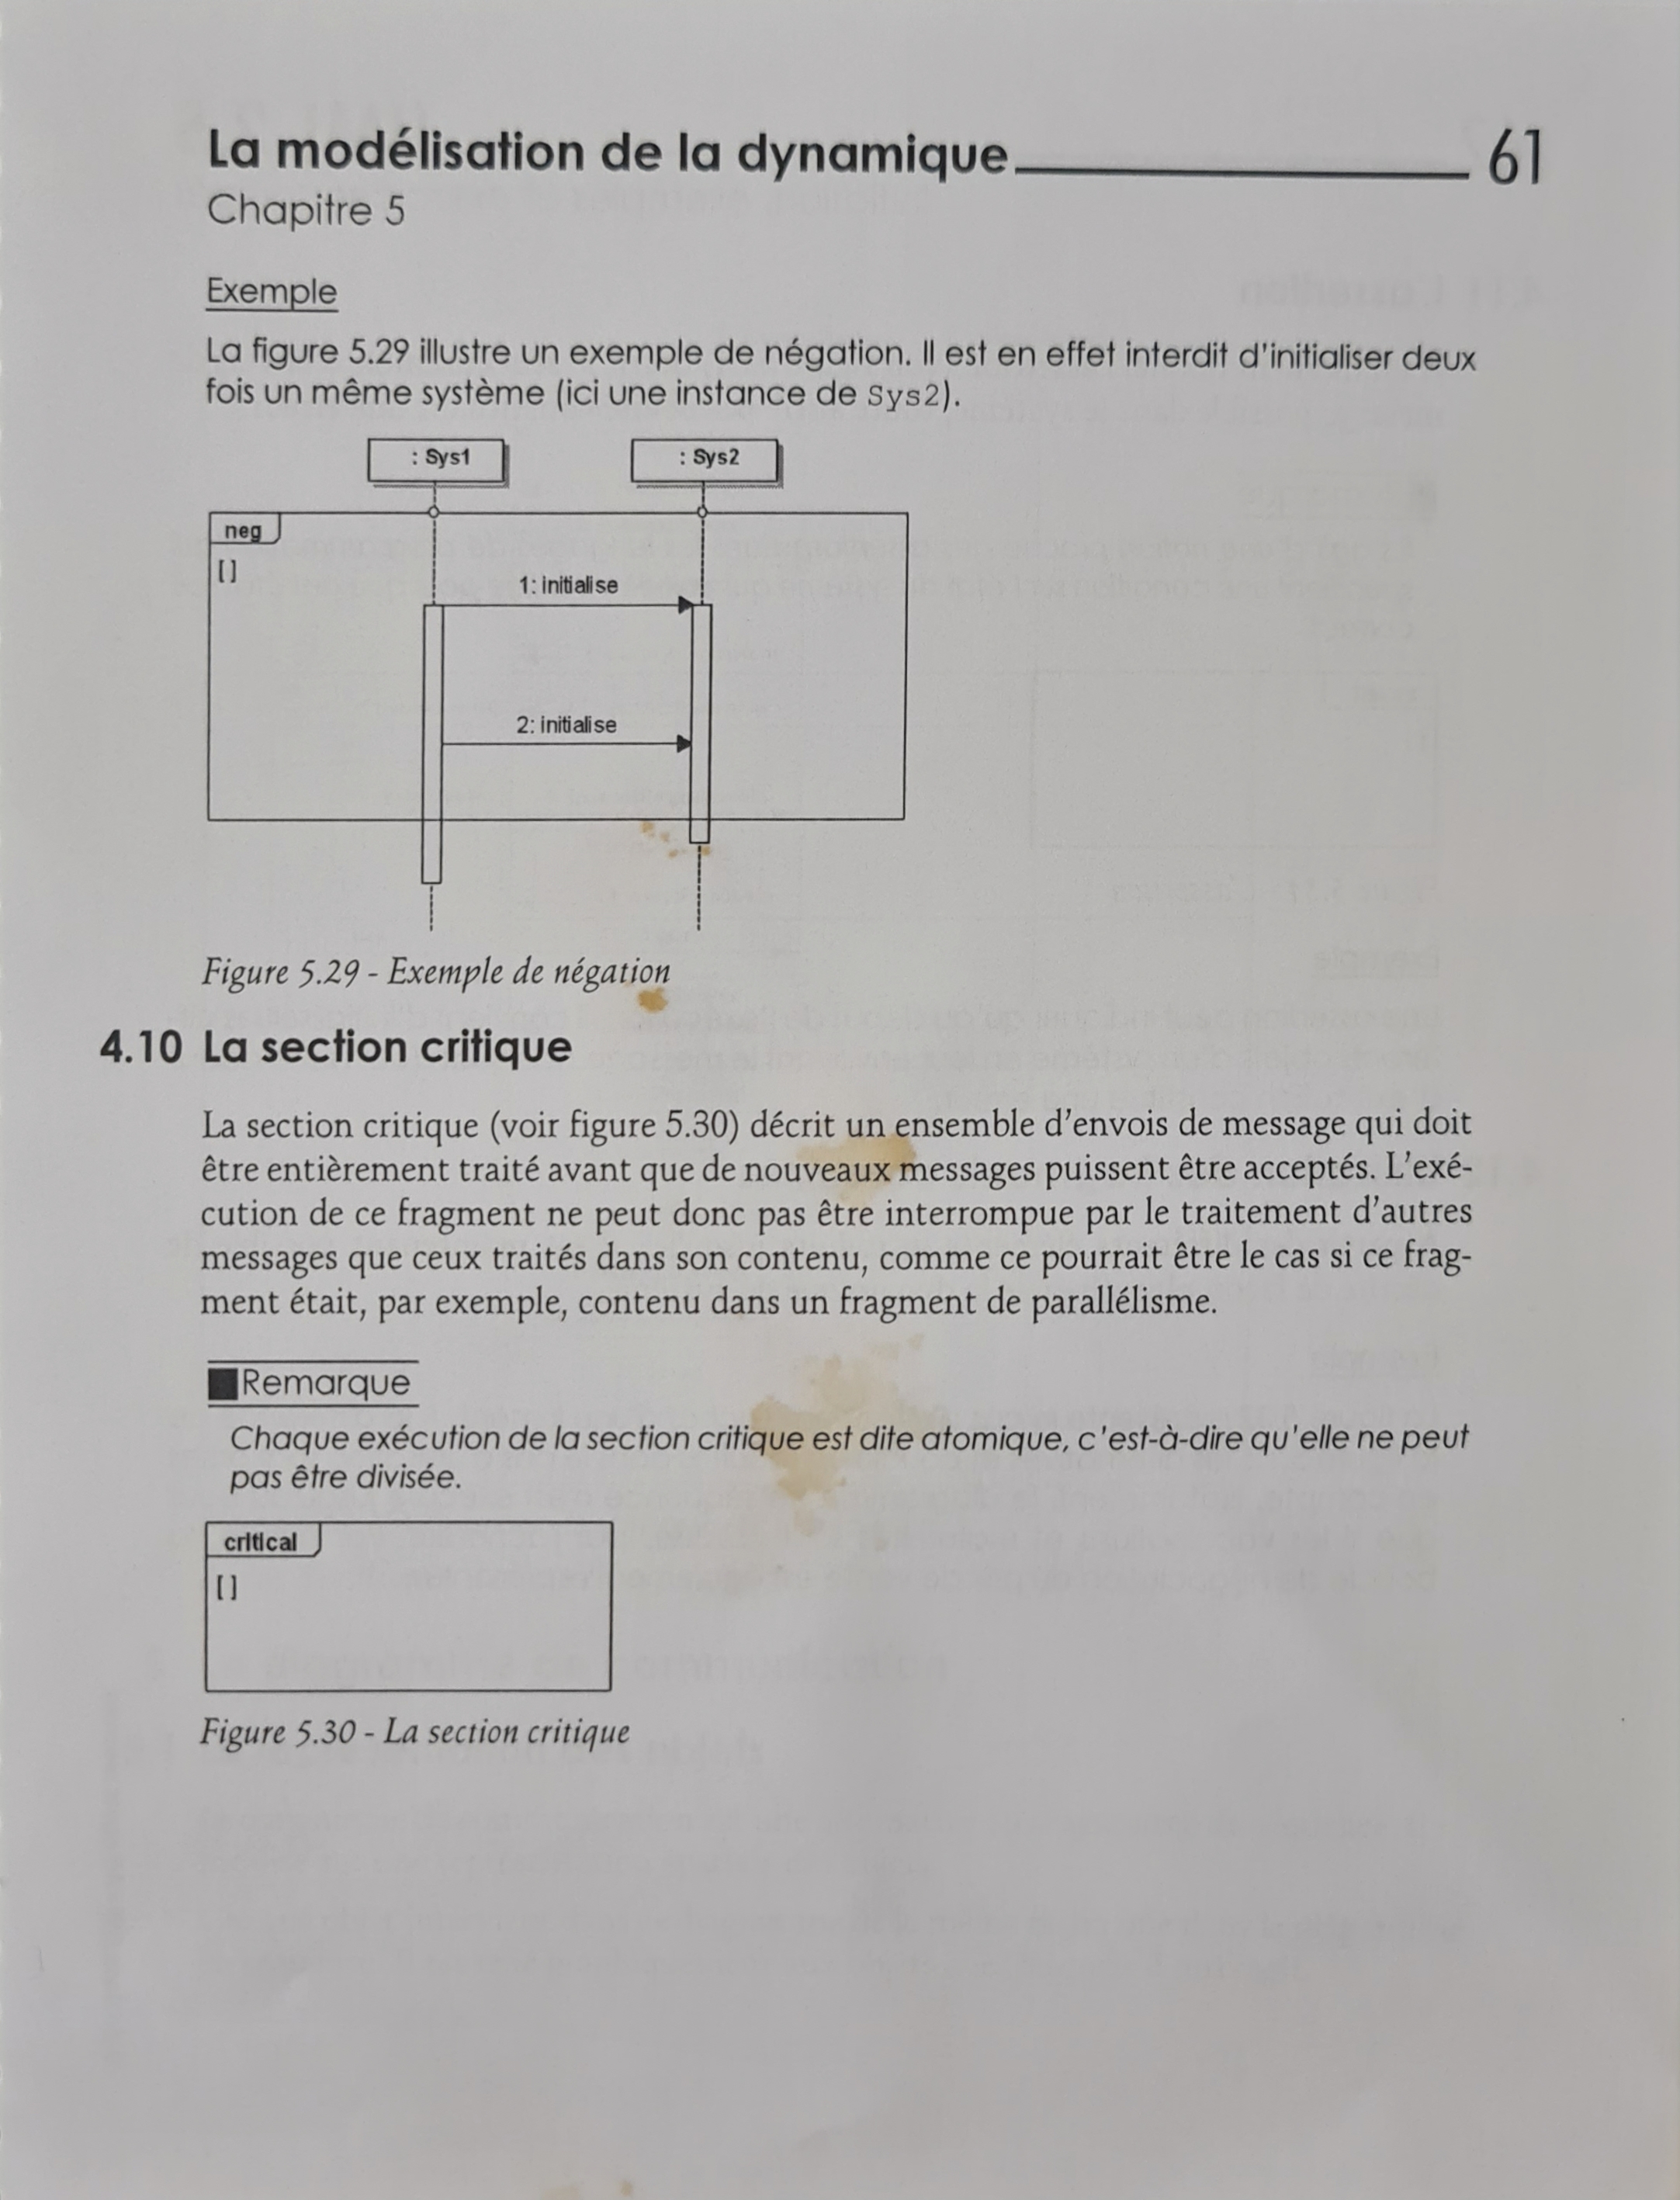 La modélisation de la dynamique 61
Chapitre 5
Exemple
La figure 5.29 illustre un exemple de négation. Il est en effet interdit d'initialiser deux
fois un même système (ici une instance de Sys2).
: Sys1
: Sys2
neg
[ ]
1: initialise
2: initialise
Figure 5.29 - Exemple de négation
4.10 La section critique
La section critique (voir figure 5.30) décrit un ensemble d'envois de message qui doit
être entièrement traité avant que de nouveaux messages puissent être acceptés. L'exé-
cution de ce fragment ne peut donc pas être interrompue par le traitement d'autres
messages que ceux traités dans son contenu, comme ce pourrait être le cas si ce frag-
ment était, par exemple, contenu dans un fragment de parallélisme.
Remarque
Chaque exécution de la section critique est dite atomique, c'est-à-dire qu'elle ne peut
pas être divisée.
critical
[ ]
Figure 5.30 - La section critique